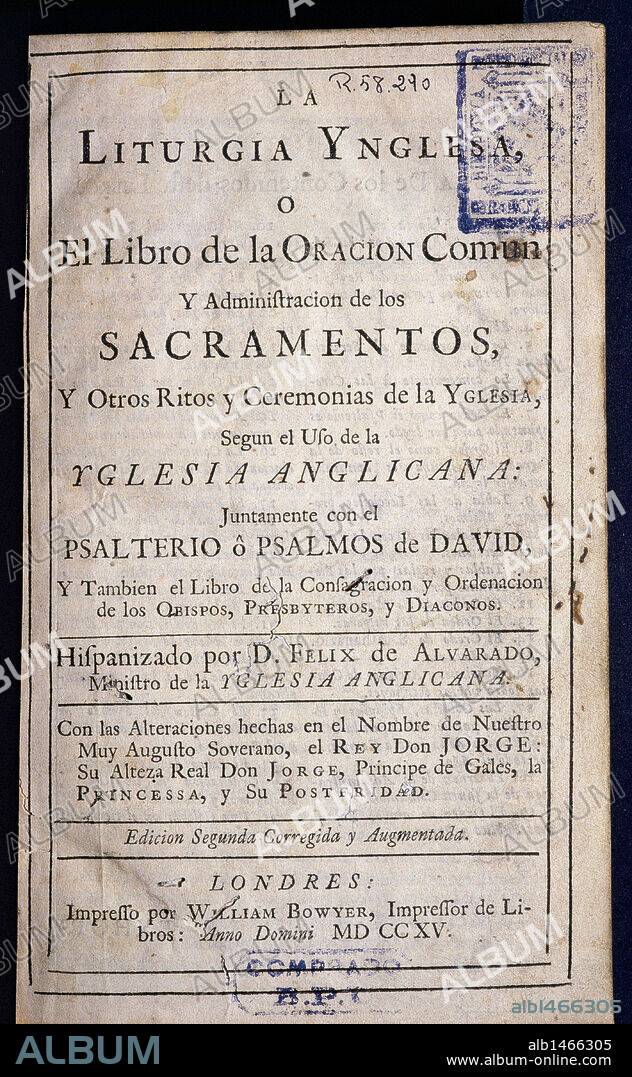 R.58.290
LA
LITURGIA YNGLESA,
O
El Libro de la ORACION Comun
Y Adminiſtracion de los
SACRAMENTOS,
Y Otros Ritos y Ceremonias de la YGLESIA,
Segun el Uſo de la
YGLESIA ANGLICANA:
Juntamente con el
PSALTERIO ô PSALMOS de DAVID,
Y Tambien el Libro de la Conſagracion y Ordenacion
de los OBISPOS, PRESBYTEROS, y DIACONOS.
Hiſpanizado por D. FELIX de ALVARADO,
Miniſtro de la YGLESIA ANGLICANA.
Con las Alteraciones hechas en el Nombre de Nueſtro
Muy Auguſto Soverano, el REY Don JORGE:
Su Alteza Real Don JORGE, Principe de Gales, la
PRINCESSA, y Su POSTERIDAD.
Edicion Segunda Corregida y Augmentada.
LONDRES:
Impreſſo por WILLIAM BOWYER, Impreſſor de Li-
bros: Anno Domini MD CC XV.
COMPRADO
B.P.T
ALBUM
alb1466305
alb1466305
www.album-online.com